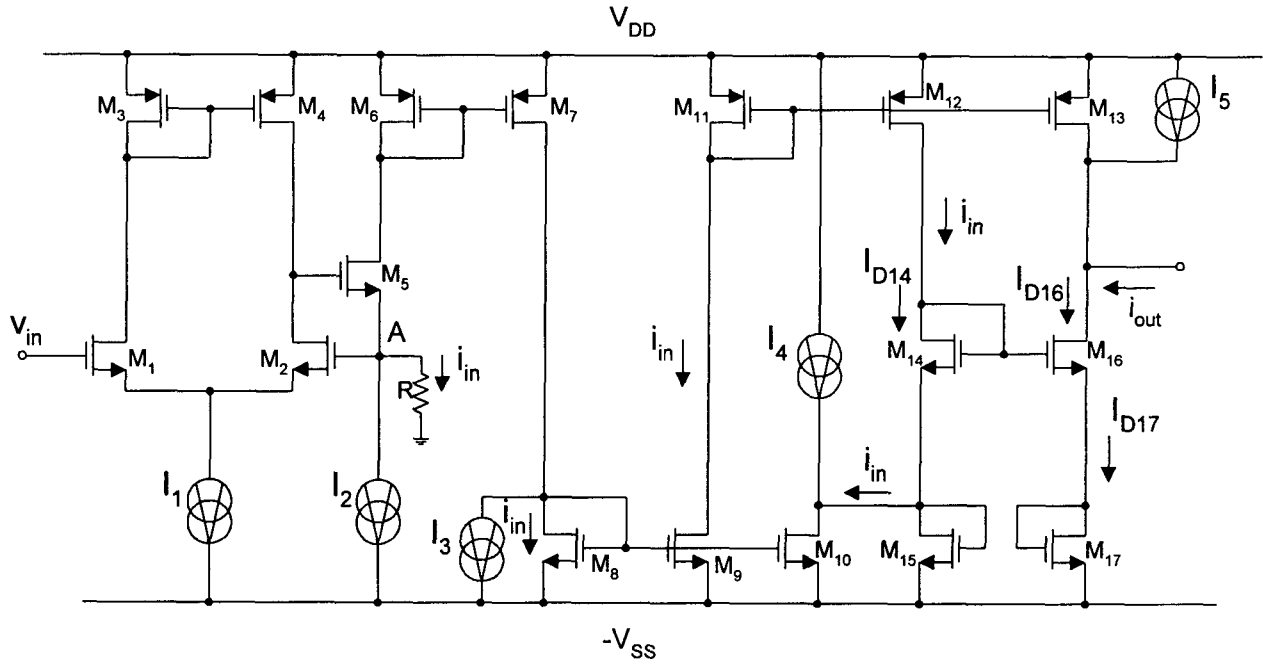 V_DD
M_3
M_4
M_6
M_7
M_11
M_12
M_13
I_5
i_in
M_5
I_D14
I_D16
i_out
V_in
M_1
M_2
A
R
i_in
i_in
I_4
M_14
M_16
I_D17
I_1
I_2
I_3
i_in
i_in
M_8
M_9
M_10
M_15
M_17
-V_SS